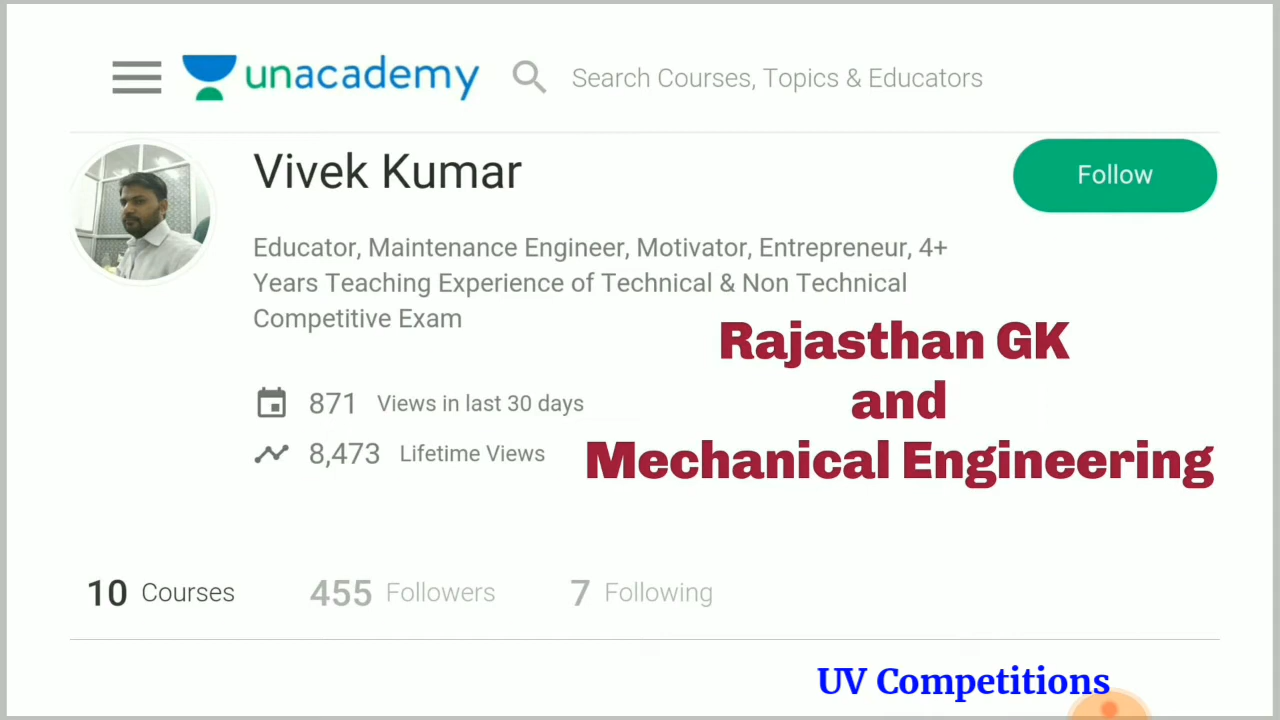 unacademy
Search Courses, Topics & Educators
Vivek Kumar
Follow
Educator, Maintenance Engineer, Motivator, Entrepreneur, 4+
Years Teaching Experience of Technical & Non Technical
Competitive Exam
Rajasthan GK
and
Mechanical Engineering
871 Views in last 30 days
8,473 Lifetime Views
10 Courses 455 Followers 7 Following
UV Competitions